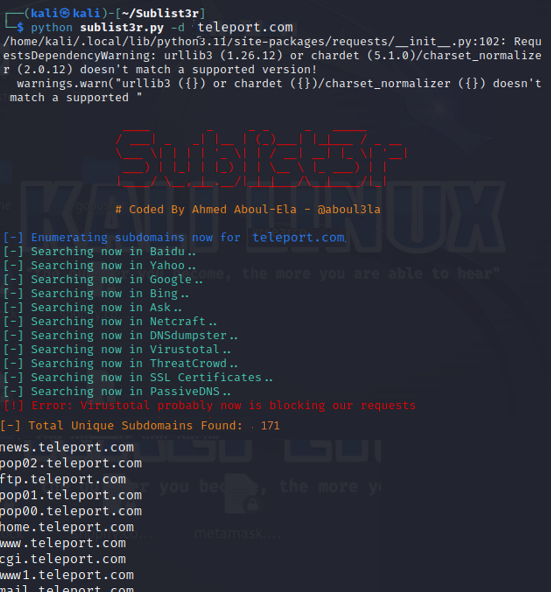 ┌──(kali㉿kali)-[~/Sublist3r]
└─$ python sublist3r.py -d teleport.com
/home/kali/.local/lib/python3.11/site-packages/requests/__init__.py:102: Requ
estsDependencyWarning: urllib3 (1.26.12) or chardet (5.1.0)/charset_normalize
r (2.0.12) doesn't match a supported version!
warnings.warn("urllib3 ({}) or chardet ({})/charset_normalizer ({}) doesn't
match a supported "
Sublist3r
# Coded By Ahmed Aboul-Ela - @aboul3la
[-] Enumerating subdomains now for teleport.com
[-] Searching now in Baidu..
[-] Searching now in Yahoo..
[-] Searching now in Google..
[-] Searching now in Bing..
[-] Searching now in Ask..
[-] Searching now in Netcraft..
[-] Searching now in DNSdumpster..
[-] Searching now in Virustotal..
[-] Searching now in ThreatCrowd..
[-] Searching now in SSL Certificates..
[-] Searching now in PassiveDNS..
[!] Error: Virustotal probably now is blocking our requests
[-] Total Unique Subdomains Found: 171
news.teleport.com
pop02.teleport.com
ftp.teleport.com
pop01.teleport.com
pop00.teleport.com
home.teleport.com
www.teleport.com
cgi.teleport.com
www1.teleport.com
mail.teleport.com